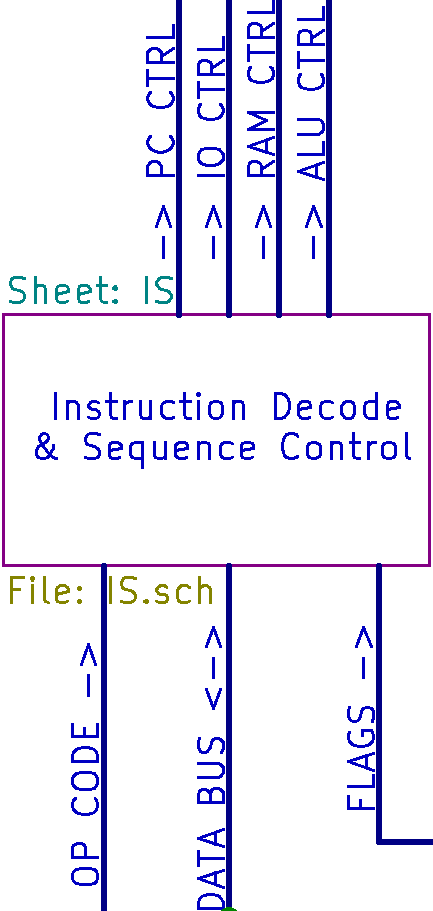 --> PC CTRL
--> IO CTRL
--> RAM CTRL
--> ALU CTRL
Sheet: IS
Instruction Decode
& Sequence Control
File: IS.sch
OP CODE -->
DATA BUS <-->
FLAGS -->